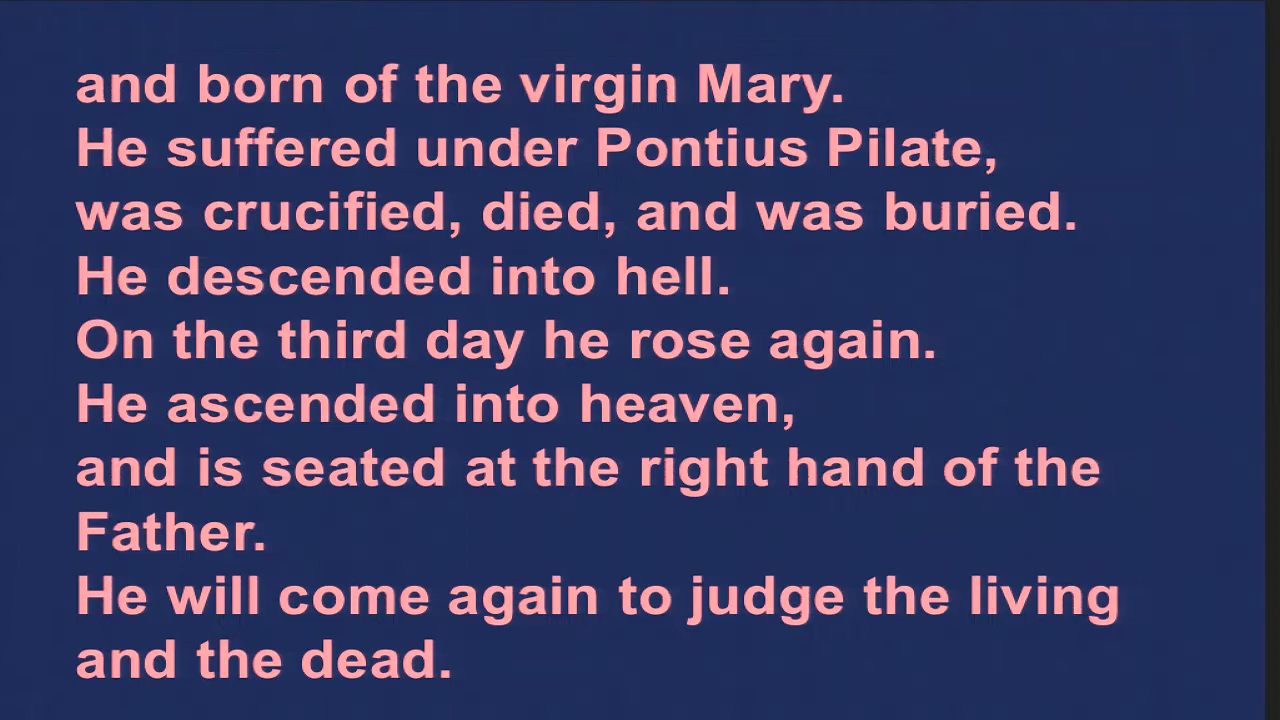 and born of the virgin Mary.
He suffered under Pontius Pilate,
was crucified, died, and was buried.
He descended into hell.
On the third day he rose again.
He ascended into heaven,
and is seated at the right hand of the
Father.
He will come again to judge the living
and the dead.